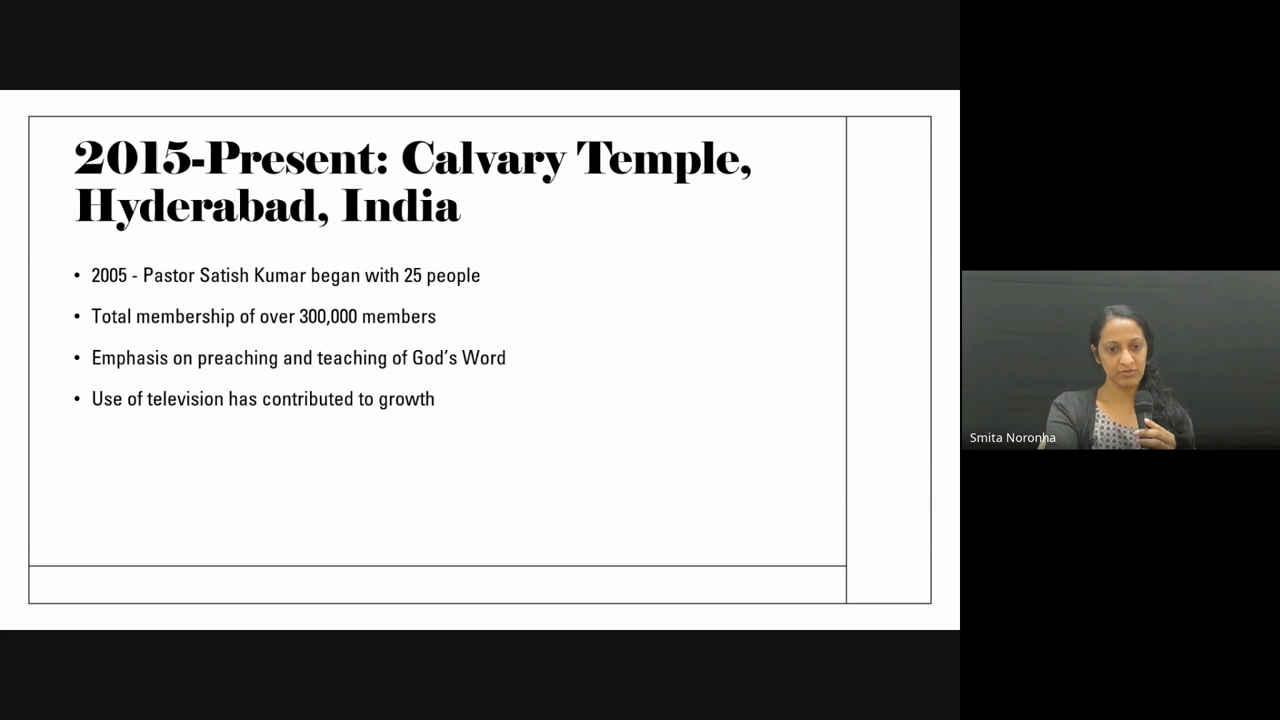 2015-Present: Calvary Temple,
Hyderabad, India
• 2005 - Pastor Satish Kumar began with 25 people
• Total membership of over 300,000 members
• Emphasis on preaching and teaching of God's Word
• Use of television has contributed to growth
Smita Noronha